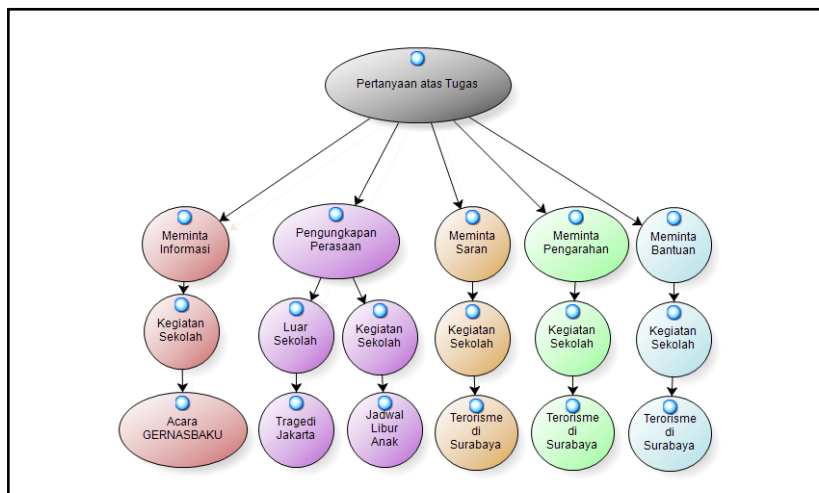 Pertanyaan atas Tugas
Meminta
Informasi
Pengungkapan
Perasaan
Meminta
Saran
Meminta
Pengarahan
Meminta
Bantuan
Kegiatan
Sekolah
Luar
Sekolah
Kegiatan
Sekolah
Kegiatan
Sekolah
Kegiatan
Sekolah
Kegiatan
Sekolah
Acara
GERNASBAKU
Tragedi
Jakarta
Jadwal
Libur
Anak
Terorisme
di
Surabaya
Terorisme
di
Surabaya
Terorisme
di
Surabaya